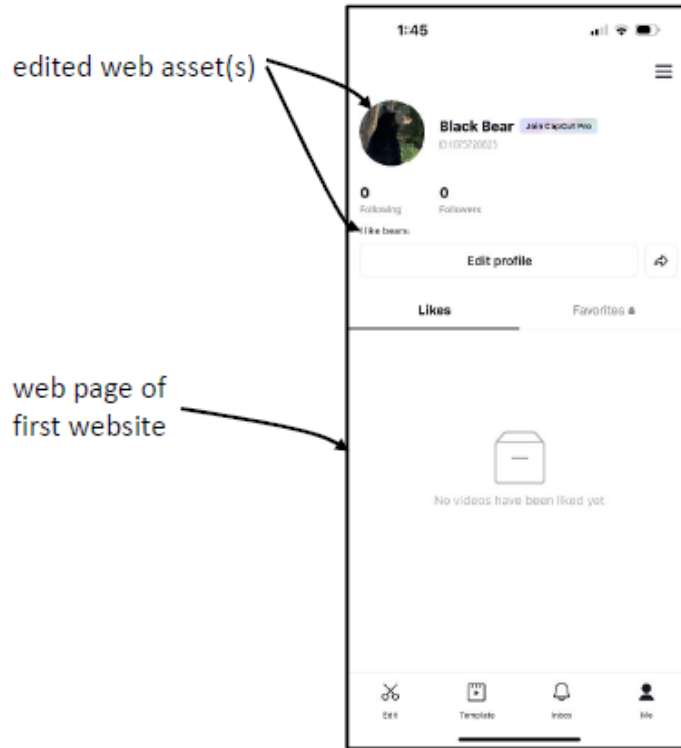 1:45
edited web asset(s)
Black Bear Join CapCut Pro
0 0
Following Followers
I like bears.
Edit profile
Likes Favorites
web page of
first website
No videos have been liked yet
Edit Template Inbox Me